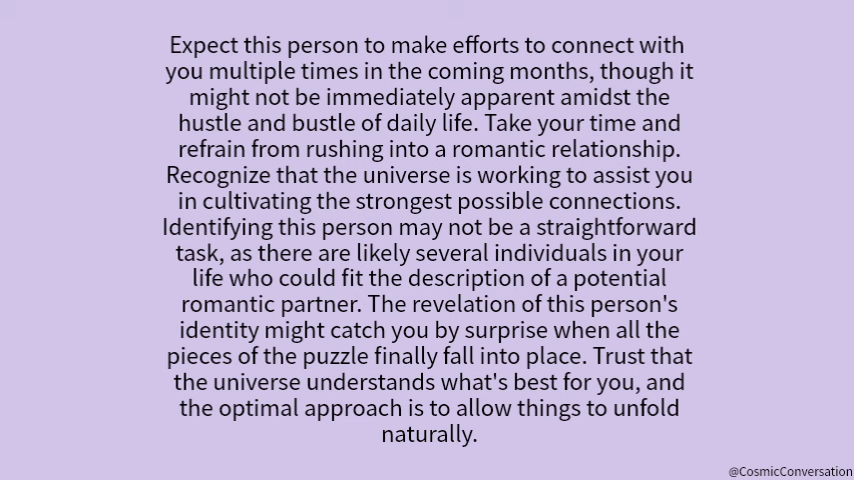 Expect this person to make efforts to connect with
you multiple times in the coming months, though it
might not be immediately apparent amidst the
hustle and bustle of daily life. Take your time and
refrain from rushing into a romantic relationship.
Recognize that the universe is working to assist you
in cultivating the strongest possible connections.
Identifying this person may not be a straightforward
task, as there are likely several individuals in your
life who could fit the description of a potential
romantic partner. The revelation of this person's
identity might catch you by surprise when all the
pieces of the puzzle finally fall into place. Trust that
the universe understands what's best for you, and
the optimal approach is to allow things to unfold
naturally.
@CosmicConversation